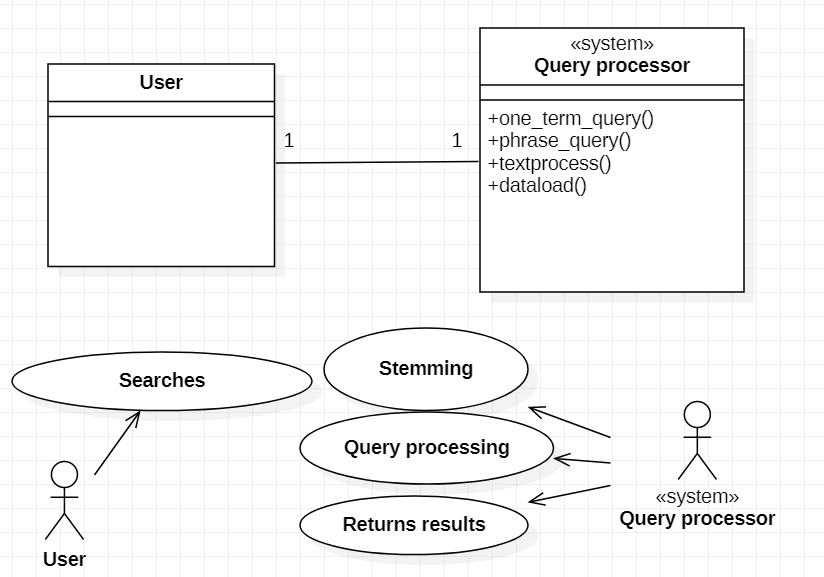 User
«system»
Query processor
+one_term_query()
+phrase_query()
+textprocess()
+dataload()
1
1
Searches
Stemming
Query processing
Returns results
User
«system»
Query processor